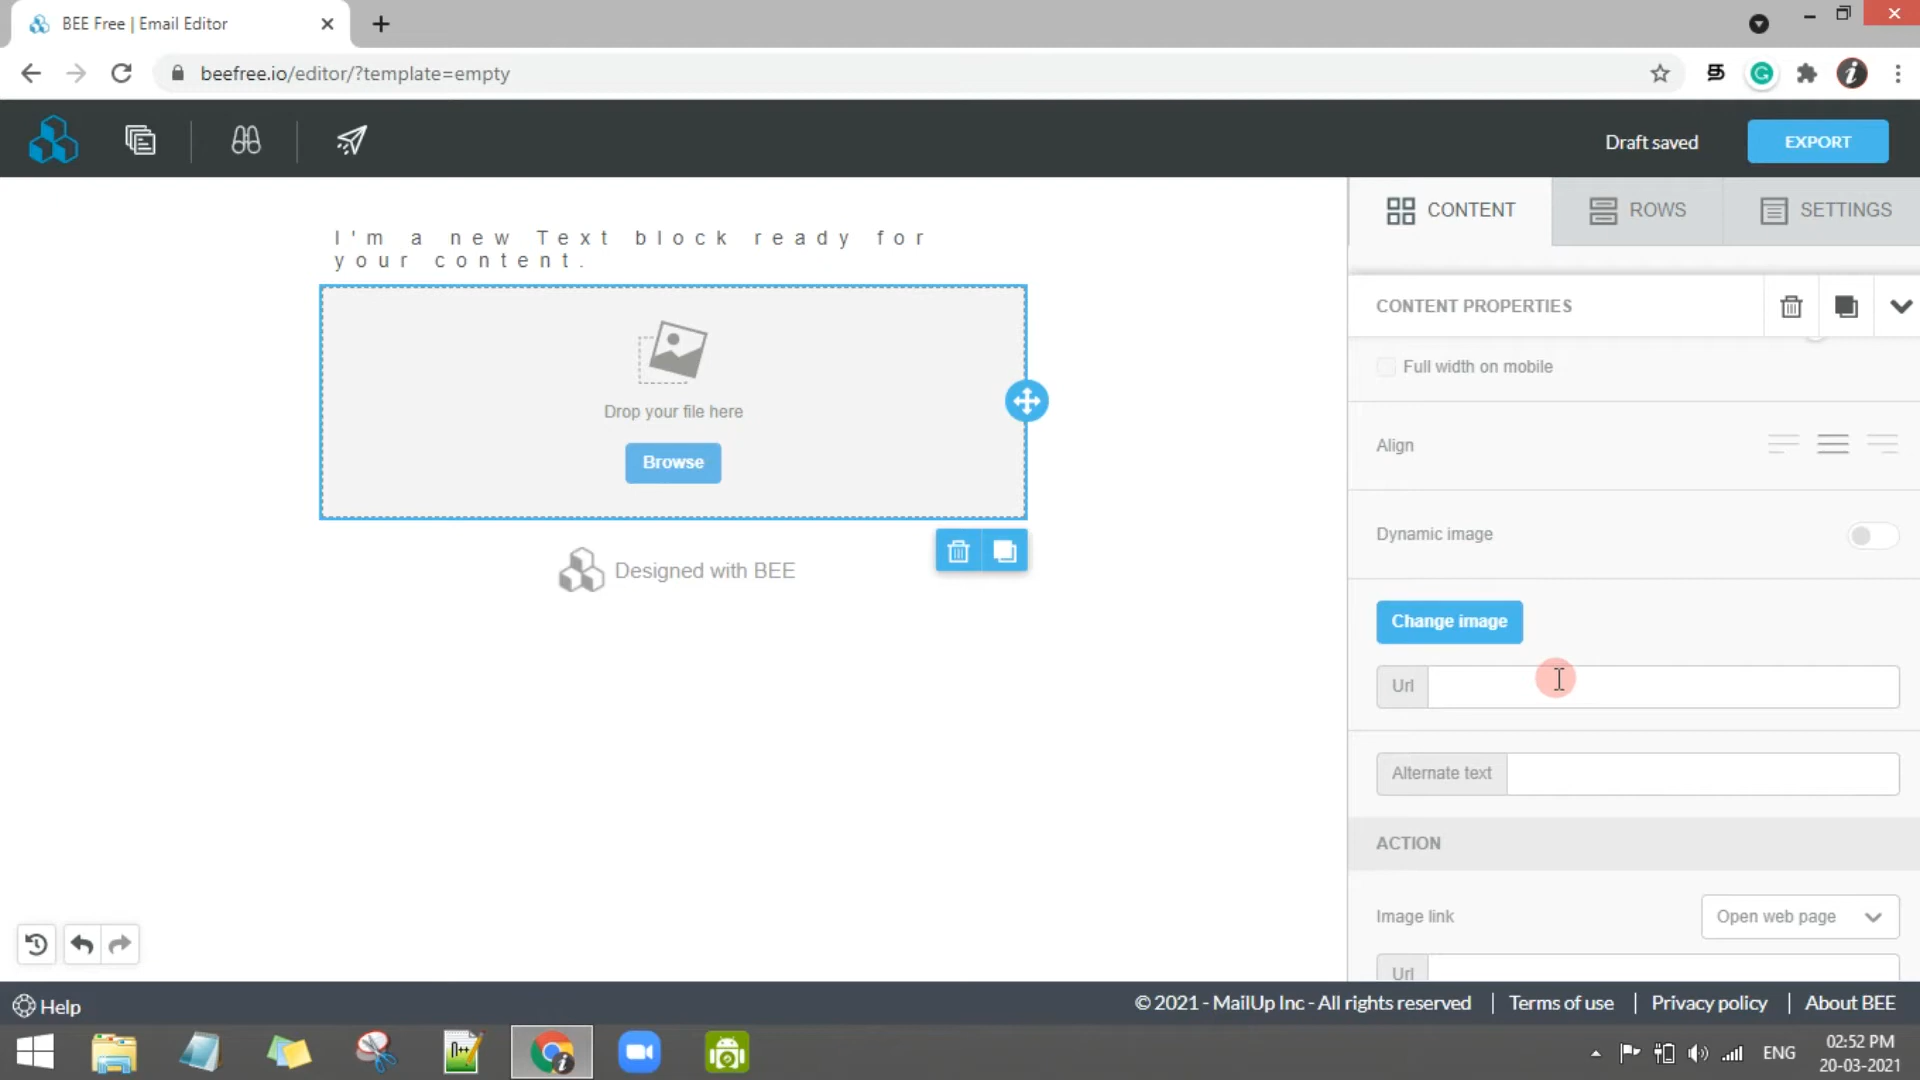 BEE Free | Email Editor
beefree.io/editor/?template=empty
Draft saved
EXPORT
CONTENT
ROWS
SETTINGS
I'm a new Text block ready for
your content.
CONTENT PROPERTIES
Full width on mobile
Drop your file here
Browse
Align
Dynamic image
Designed with BEE
Change image
Url
Alternate text
ACTION
Image link
Open web page
Url
Help
© 2021 - MailUp Inc - All rights reserved
Terms of use
Privacy policy
About BEE
ENG
02:52 PM
20-03-2021